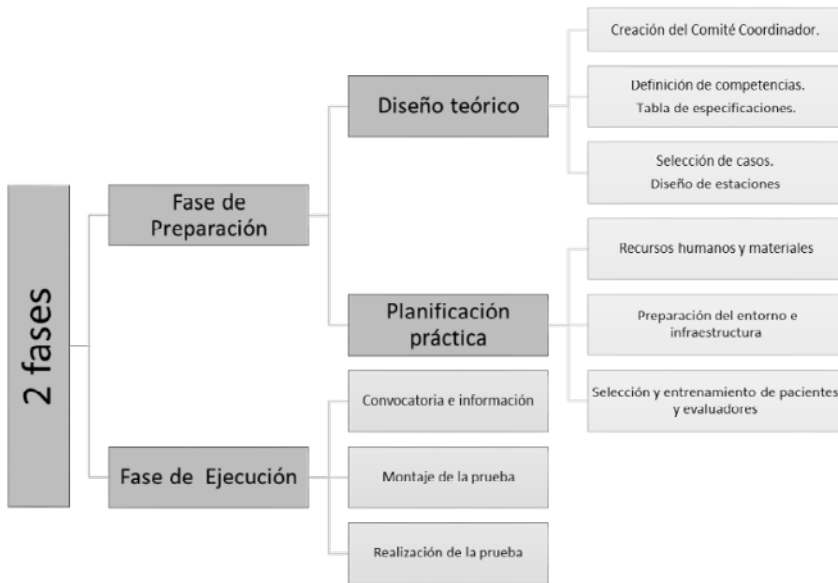 2 fases
Fase de
Preparación
Diseño teórico
Creación del Comité Coordinador.
Definición de competencias.
Tabla de especificaciones.
Selección de casos.
Diseño de estaciones
Planificación
práctica
Recursos humanos y materiales
Preparación del entorno e
infraestructura
Selección y entrenamiento de pacientes
y evaluadores
Fase de Ejecución
Convocatoria e información
Montaje de la prueba
Realización de la prueba